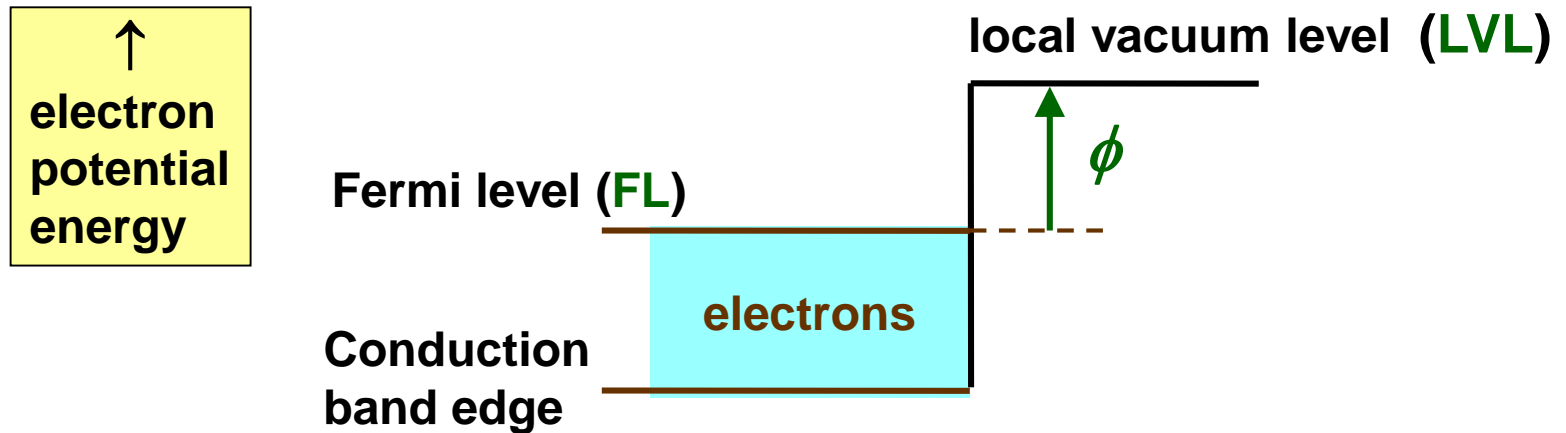 ↑
electron
potential
energy
local vacuum level (LVL)
ϕ
Fermi level (FL)
electrons
Conduction
band edge